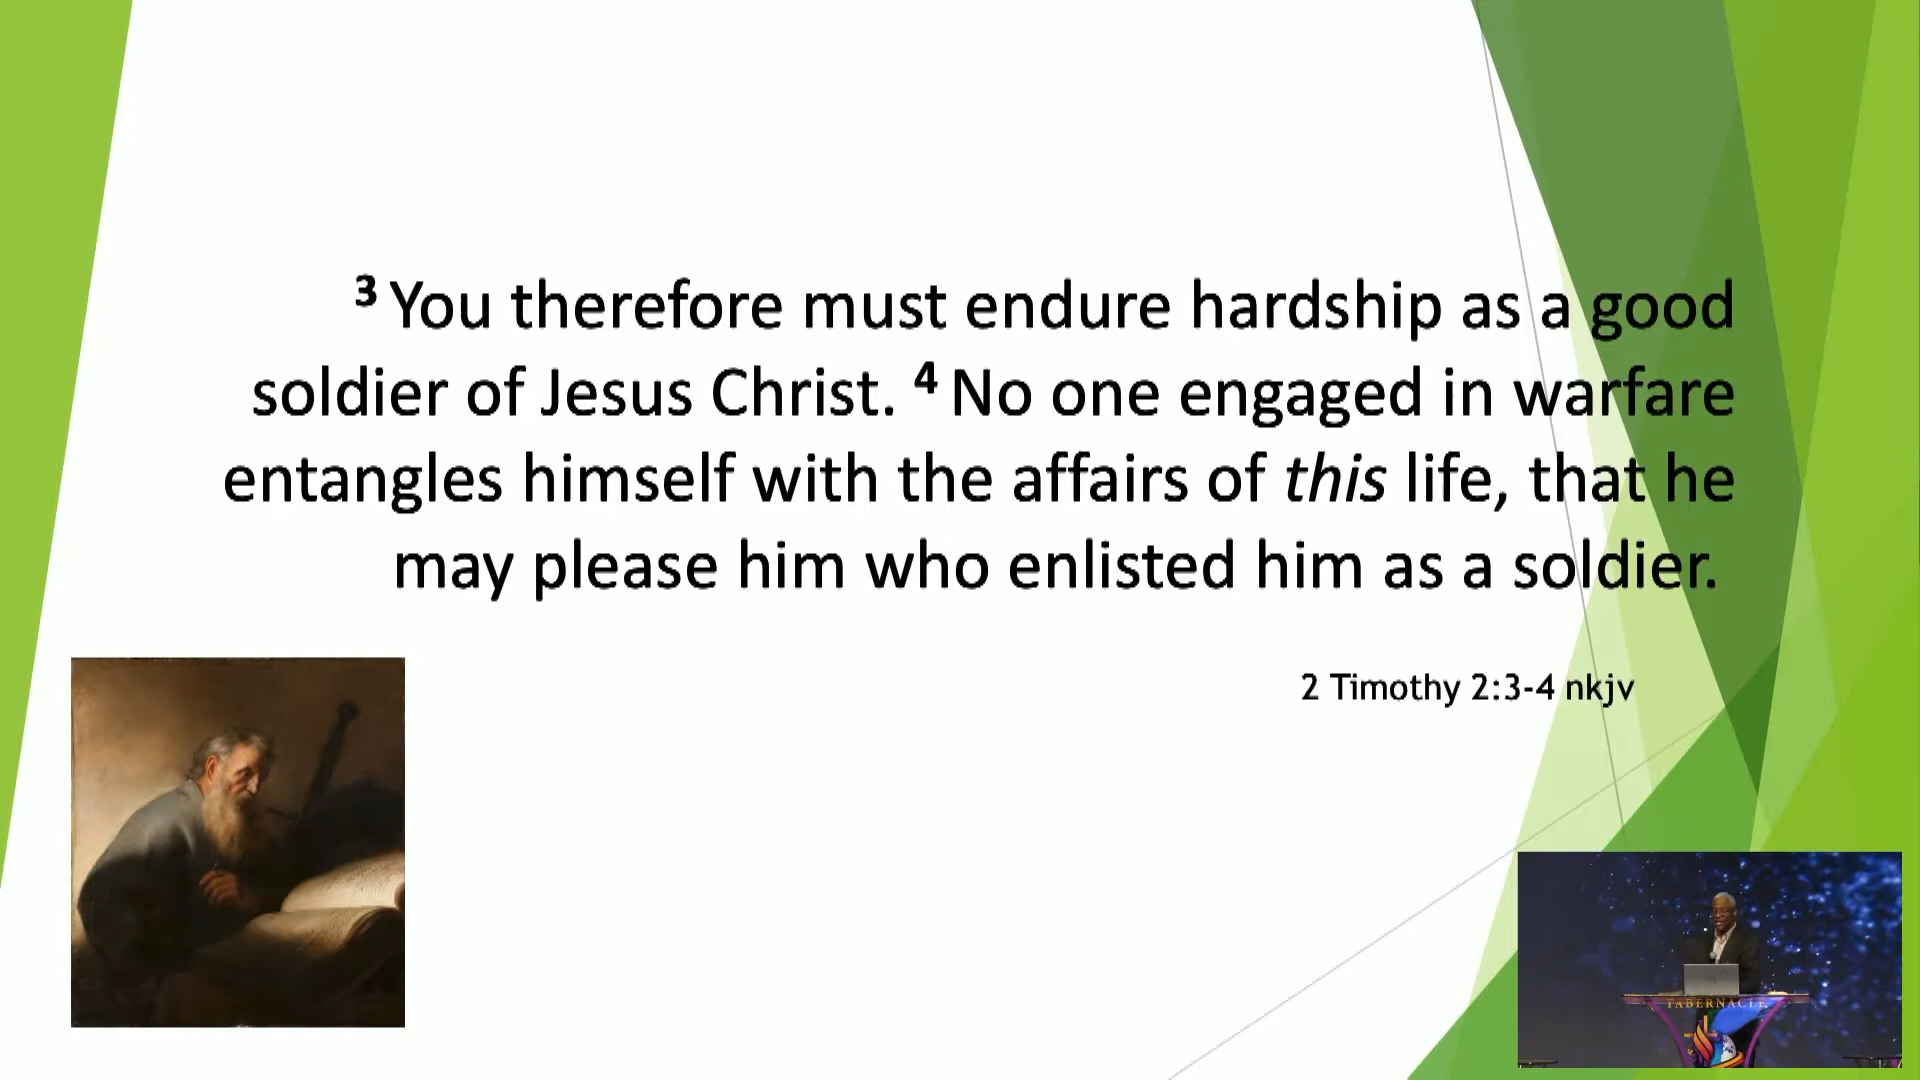 ³ You therefore must endure hardship as a good
soldier of Jesus Christ. ⁴ No one engaged in warfare
entangles himself with the affairs of this life, that he
may please him who enlisted him as a soldier.
2 Timothy 2:3-4 nkjv
TABERNACLE